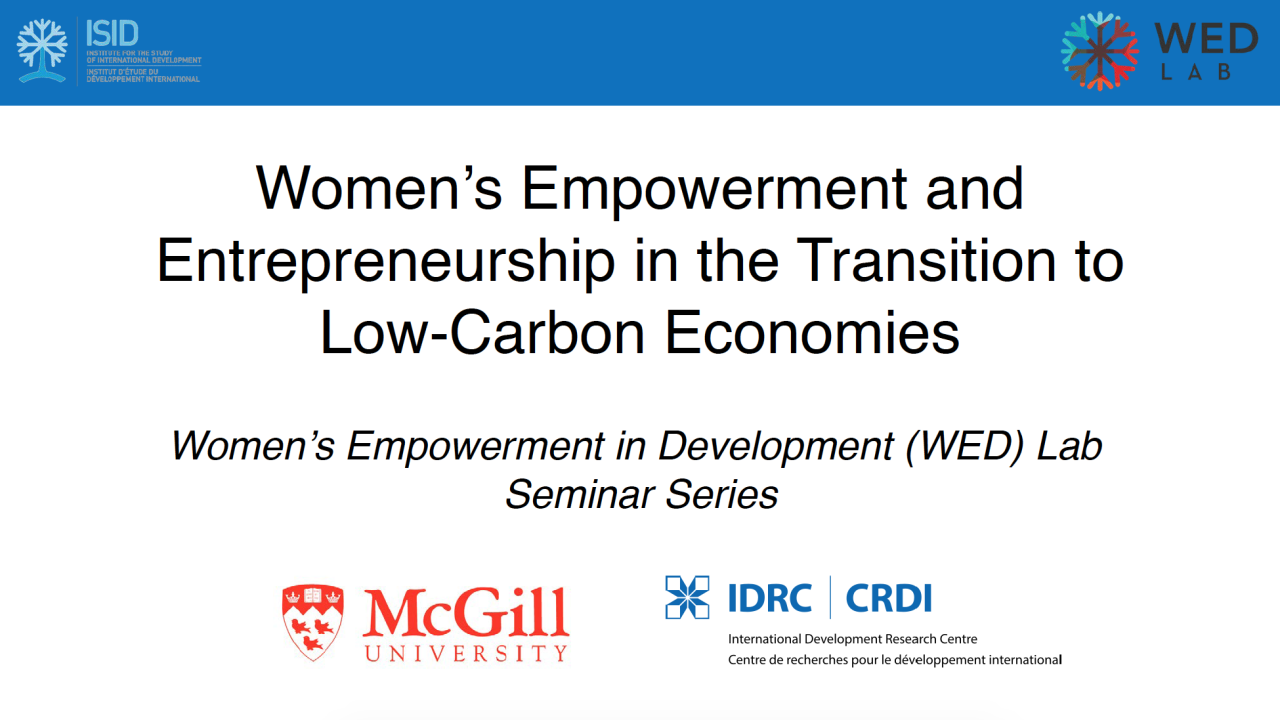 ISID
INSTITUTE FOR THE STUDY
OF INTERNATIONAL DEVELOPMENT
INSTITUT D'ÉTUDE DU
DÉVELOPPEMENT INTERNATIONAL
WED
LAB
Women’s Empowerment and
Entrepreneurship in the Transition to
Low-Carbon Economies
Women’s Empowerment in Development (WED) Lab
Seminar Series
McGill
UNIVERSITY
IDRC | CRDI
International Development Research Centre
Centre de recherches pour le développement international